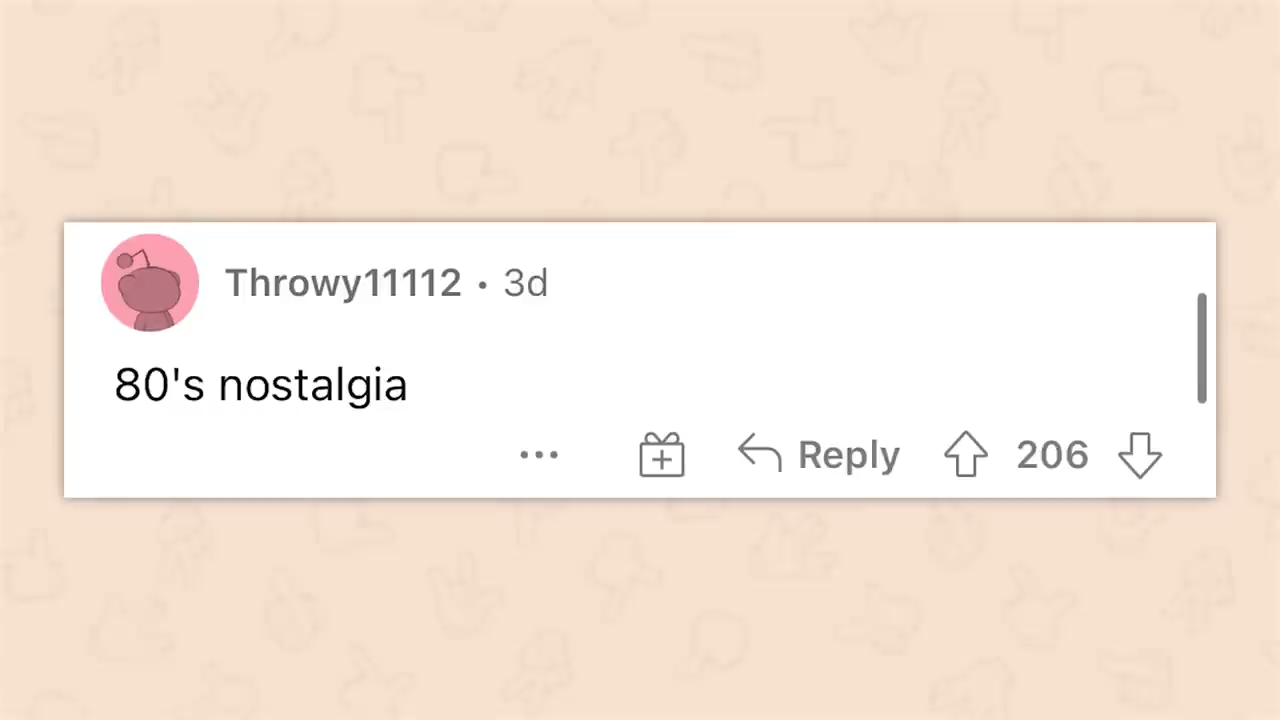 Throwy11112 • 3d
80's nostalgia
... Reply 206